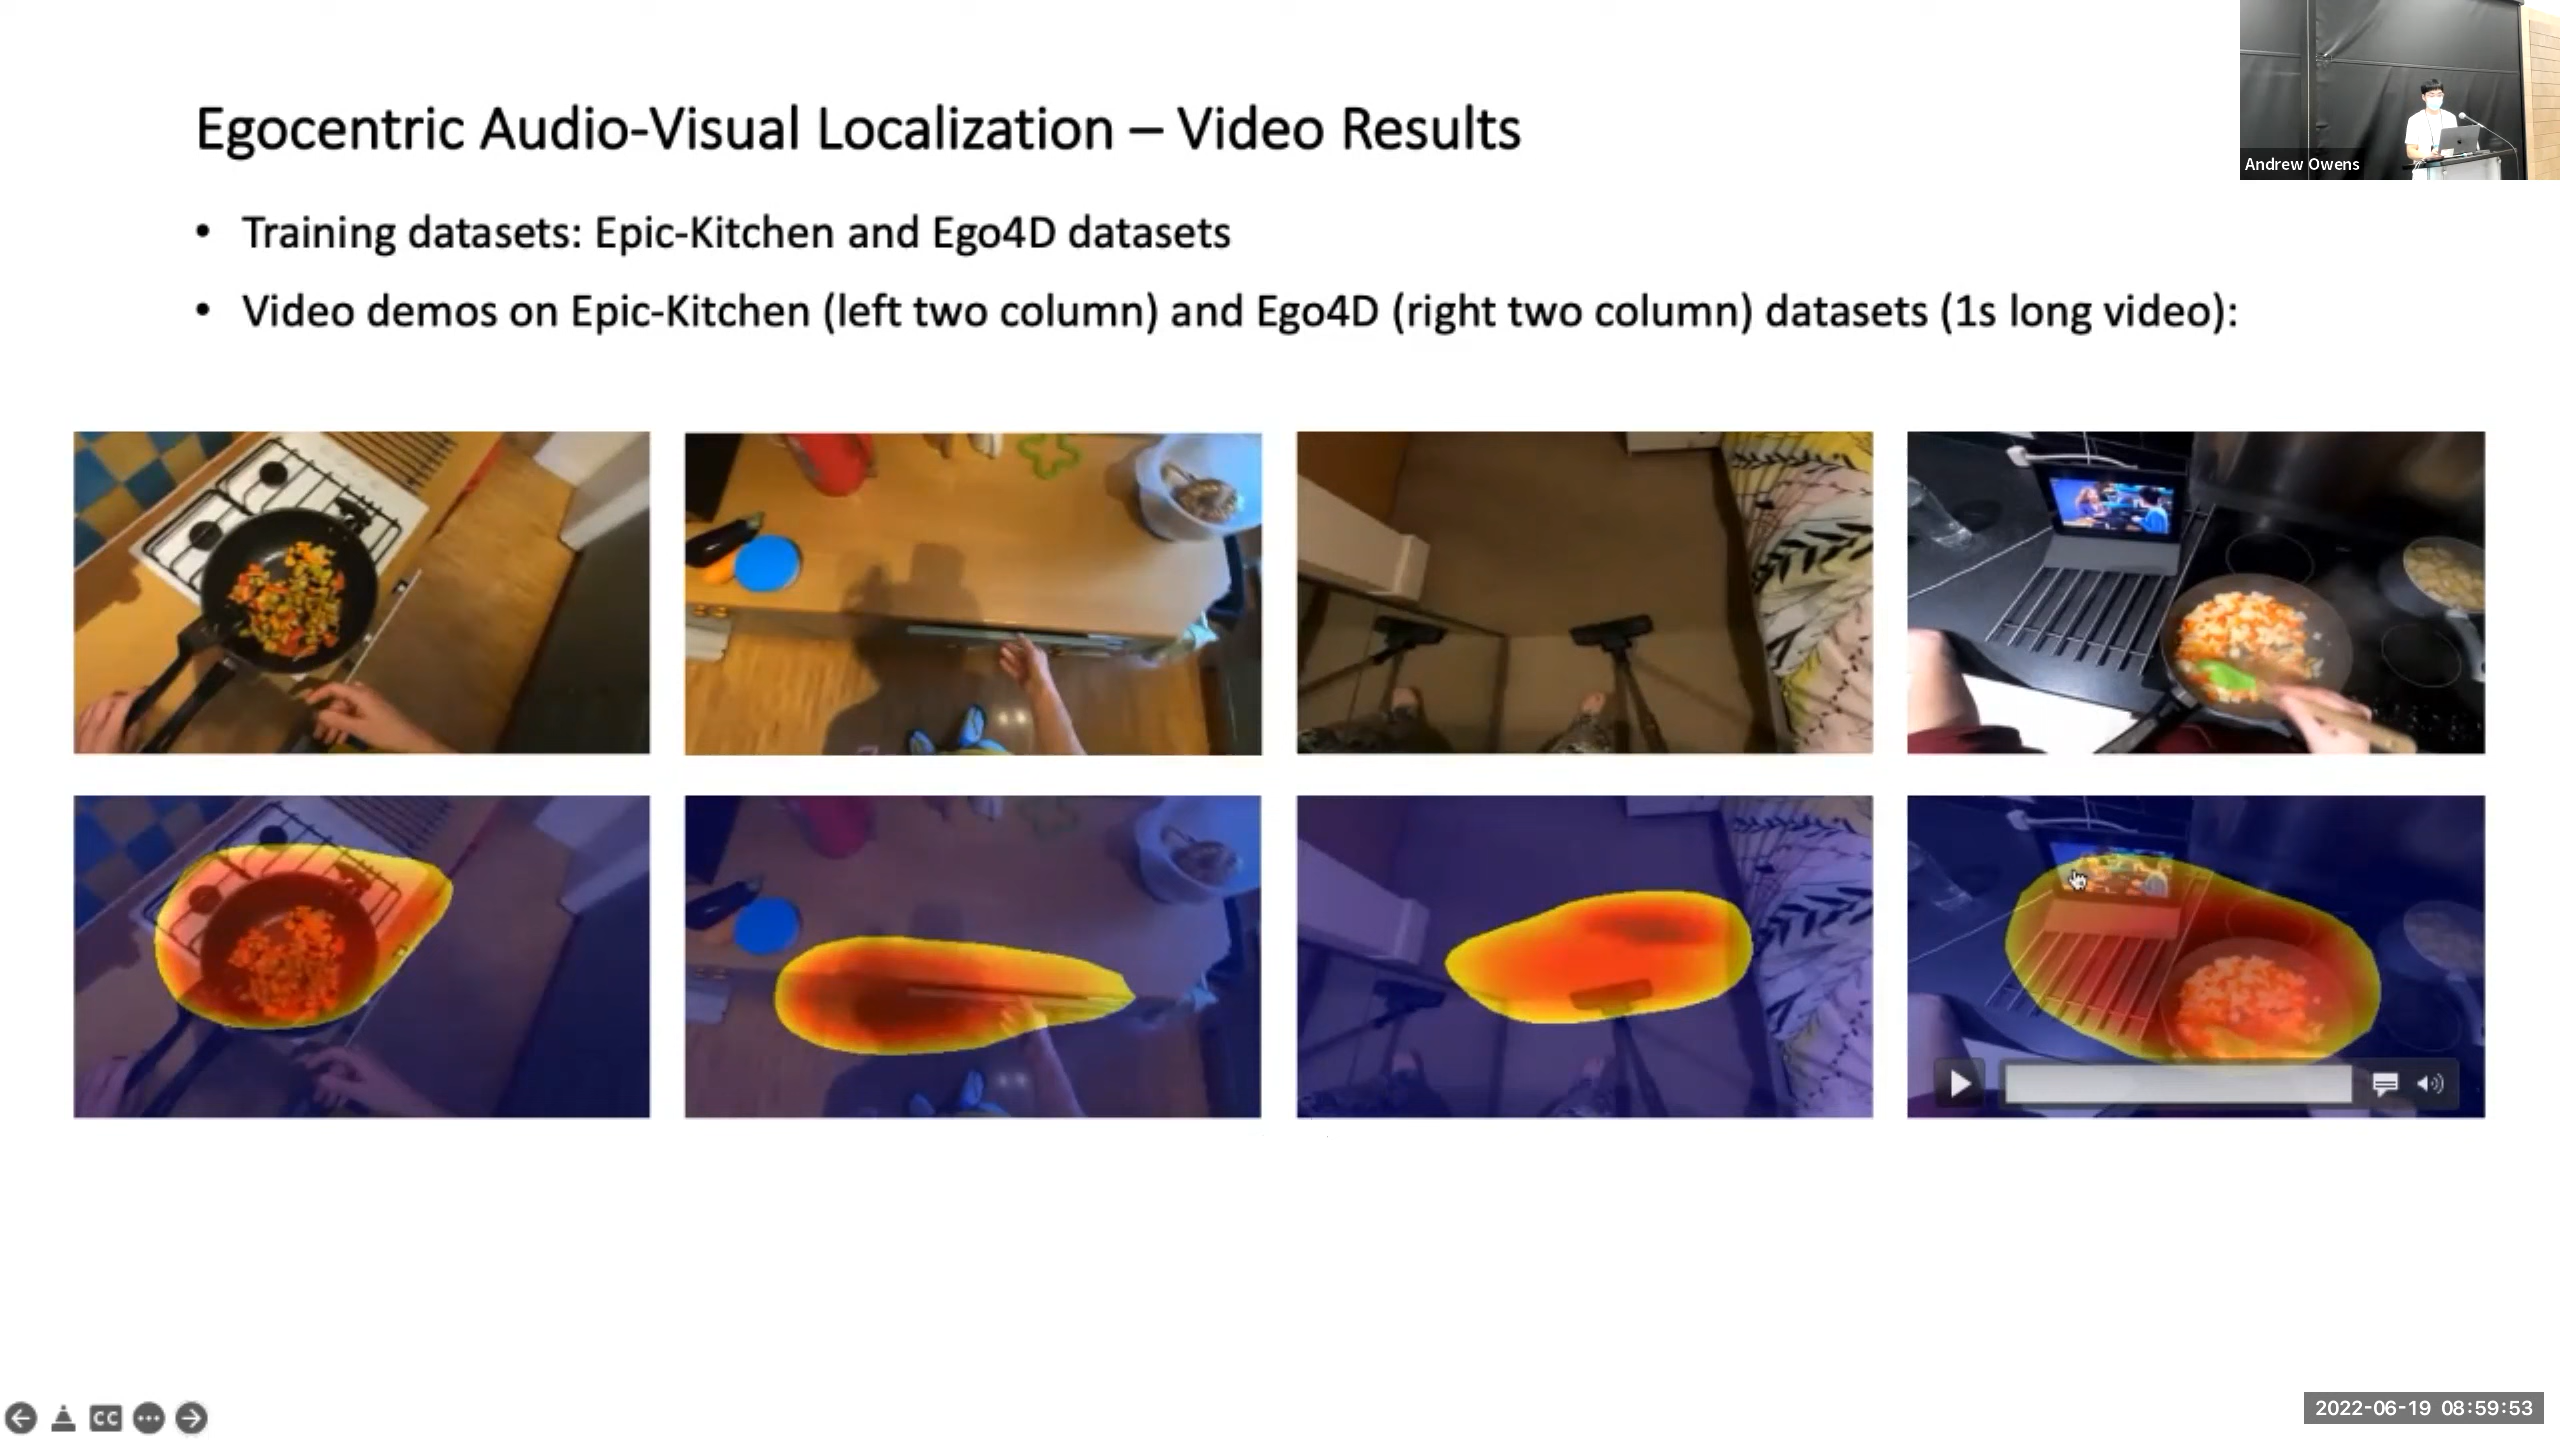 Egocentric Audio-Visual Localization – Video Results
Andrew Owens
• Training datasets: Epic-Kitchen and Ego4D datasets
• Video demos on Epic-Kitchen (left two column) and Ego4D (right two column) datasets (1s long video):
CC
2022-06-19 08:59:53